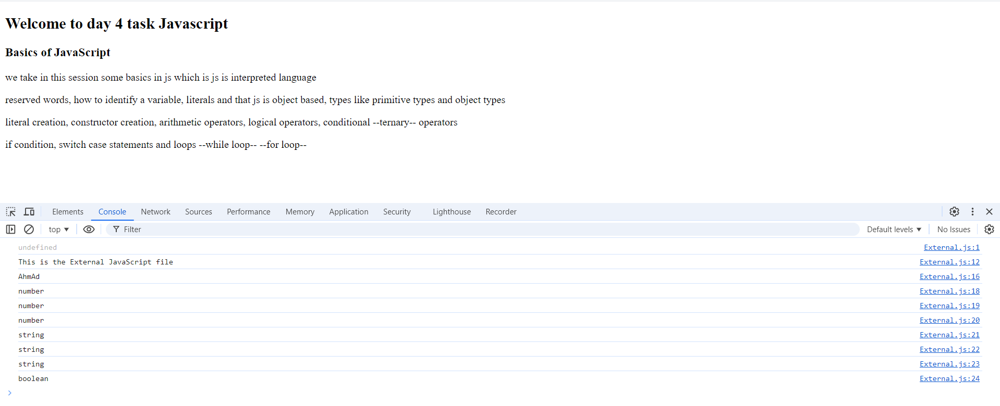 Welcome to day 4 task Javascript
Basics of JavaScript
we take in this session some basics in js which is js is interpreted language
reserved words, how to identify a variable, literals and that js is object based, types like primitive types and object types
literal creation, constructor creation, arithmetic operators, logical operators, conditional --ternary-- operators
if condition, switch case statements and loops --while loop-- --for loop--
Elements Console Network Sources Performance Memory Application Security Lighthouse Recorder
top Filter Default levels No Issues
undefined External.js:1
This is the External JavaScript file External.js:12
AhmAd External.js:16
number External.js:18
number External.js:19
number External.js:20
string External.js:21
string External.js:22
string External.js:23
boolean External.js:24